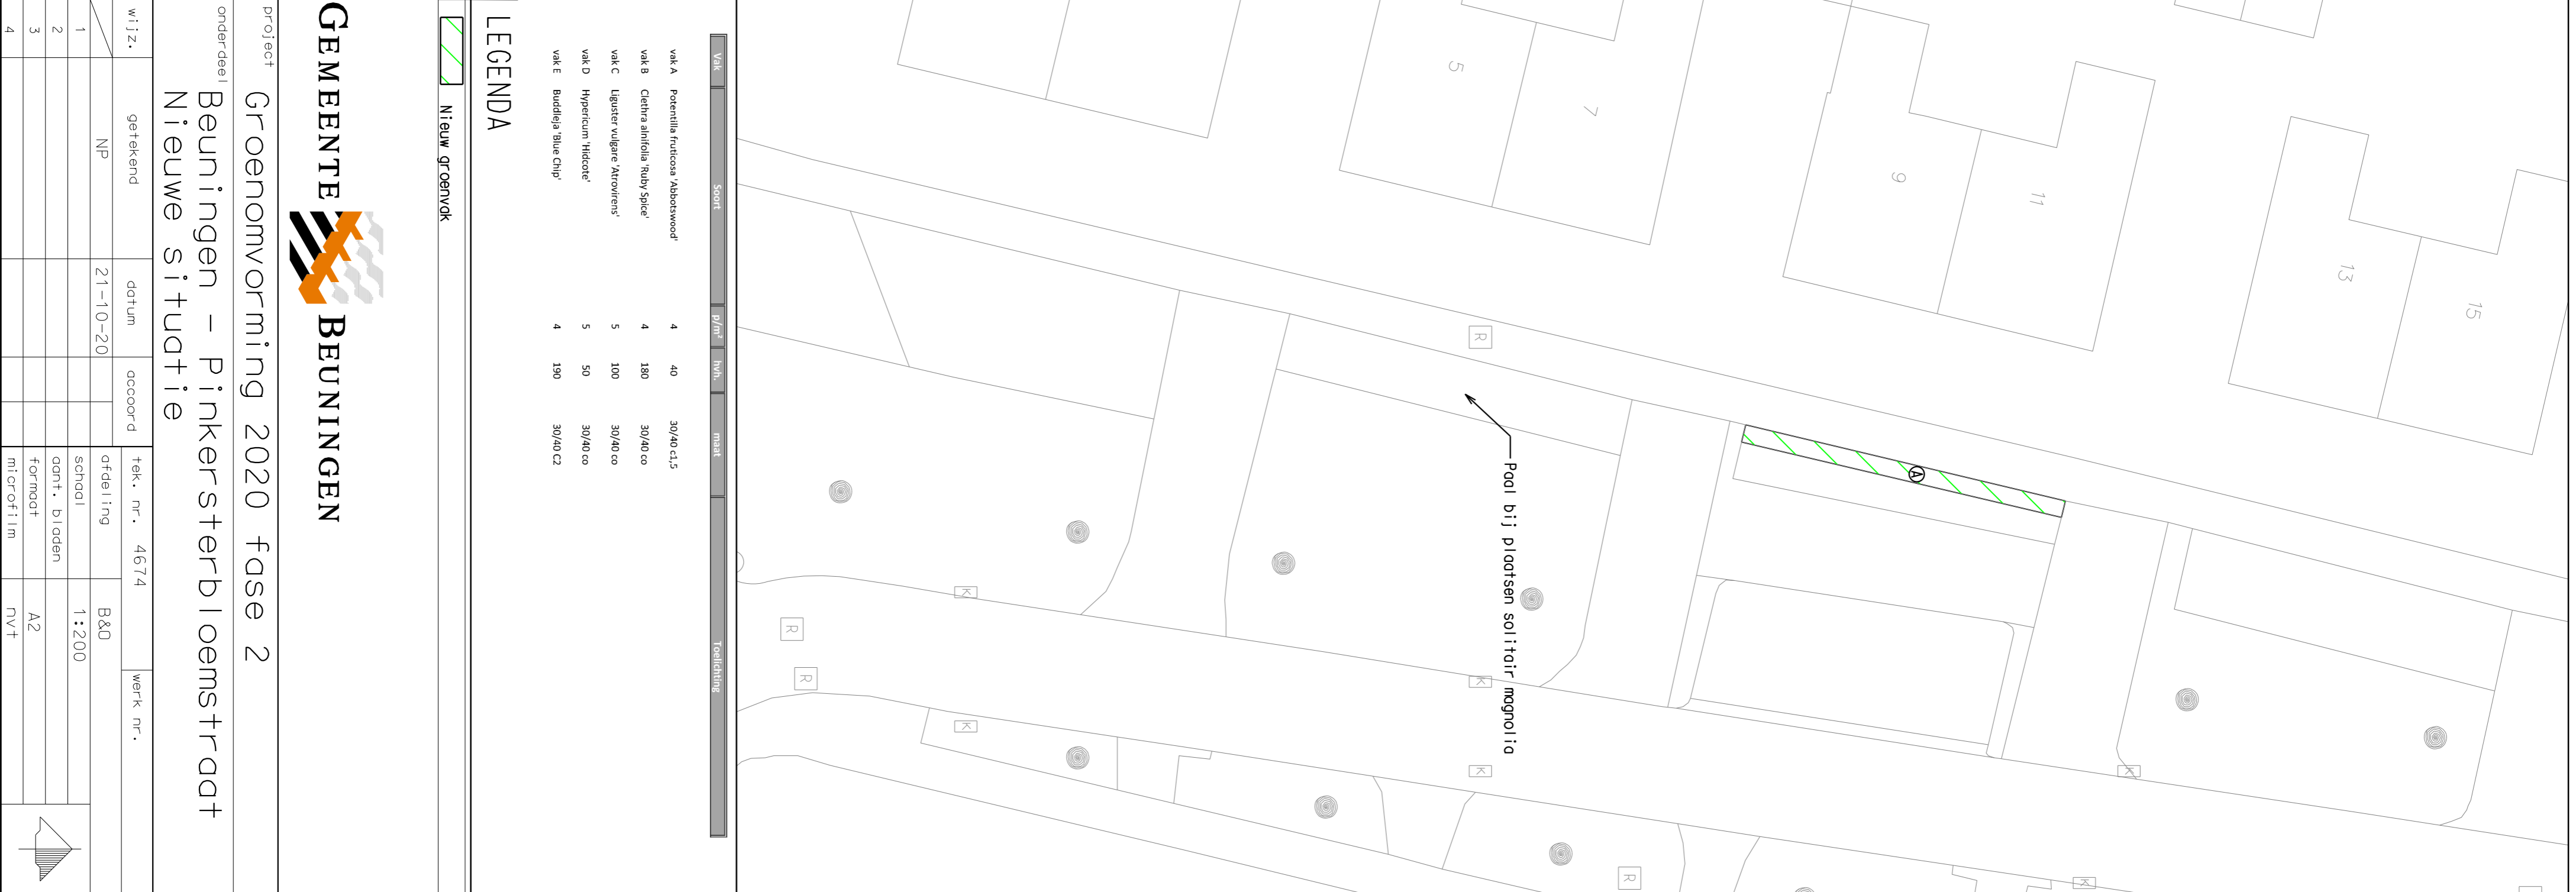 Vak Soort p/m² hvh. maat Toelichting
vak A Potentilla fruticosa 'Abbotswood' 4 40 30/40 c1,5
vak B Clethra alnifolia 'Ruby Spice' 4 180 30/40 co
vak C Liguster vulgare 'Atrovirens' 5 100 30/40 co
vak D Hypericum 'Hidcote' 5 50 30/40 co
vak E Buddleja 'Blue Chip' 4 190 30/40 C2
LEGENDA
Nieuw groenvak
GEMEENTE BEUNINGEN
project Groenomvorming 2020 fase 2
onderdeel Beuningen - Pinkersterbloemstraat
Nieuwe situatie
wijz. getekend datum accoord tek. nr. 4674 werk nr.
NP 21-10-20 afdeling B&O
1 schaal 1:200
2 aant. bladen
3 formaat A2
4 microfilm nvt
5
7
9
11
13
15
R
A
Paal bij plaatsen solitair magnolia
K
R
R
K
K
K
K
R
K